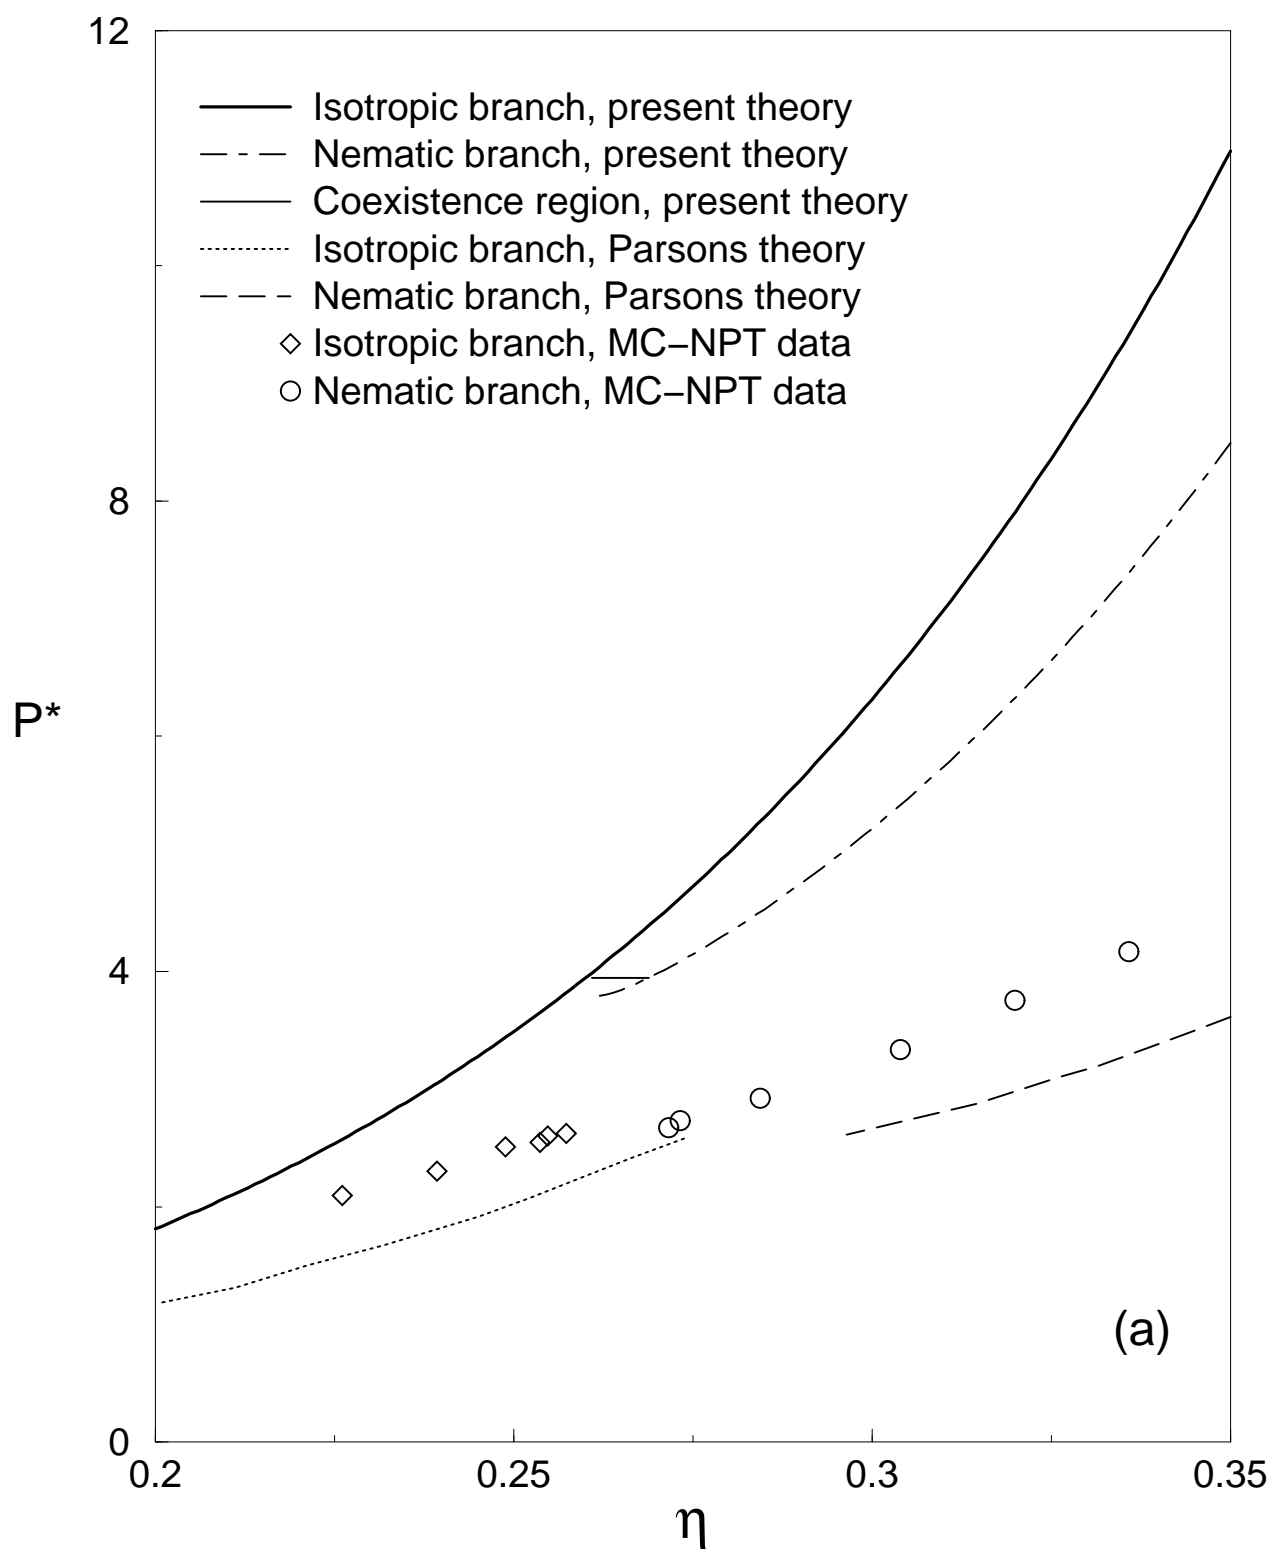 12
Isotropic branch, present theory
Nematic branch, present theory
Coexistence region, present theory
Isotropic branch, Parsons theory
Nematic branch, Parsons theory
Isotropic branch, MC−NPT data
Nematic branch, MC−NPT data
8
P*
4
(a)
0
0.2 0.25 0.3 0.35
η